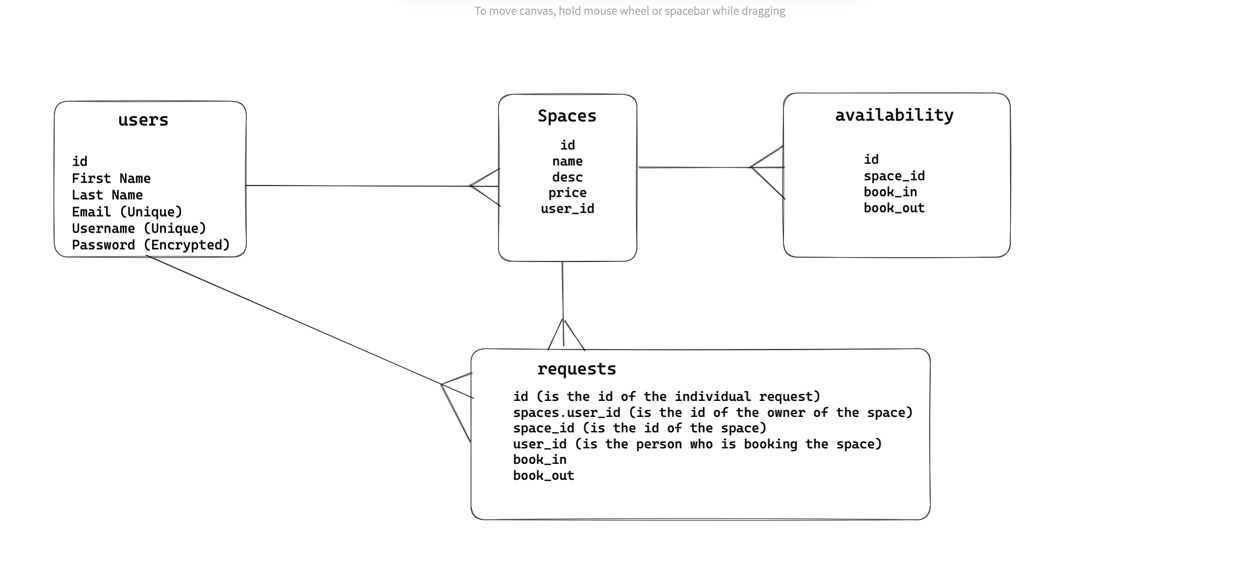 To move canvas, hold mouse wheel or spacebar while dragging
users
id
First Name
Last Name
Email (Unique)
Username (Unique)
Password (Encrypted)
Spaces
id
name
desc
price
user_id
availability
id
space_id
book_in
book_out
requests
id (is the id of the individual request)
spaces.user_id (is the id of the owner of the space)
space_id (is the id of the space)
user_id (is the person who is booking the space)
book_in
book_out